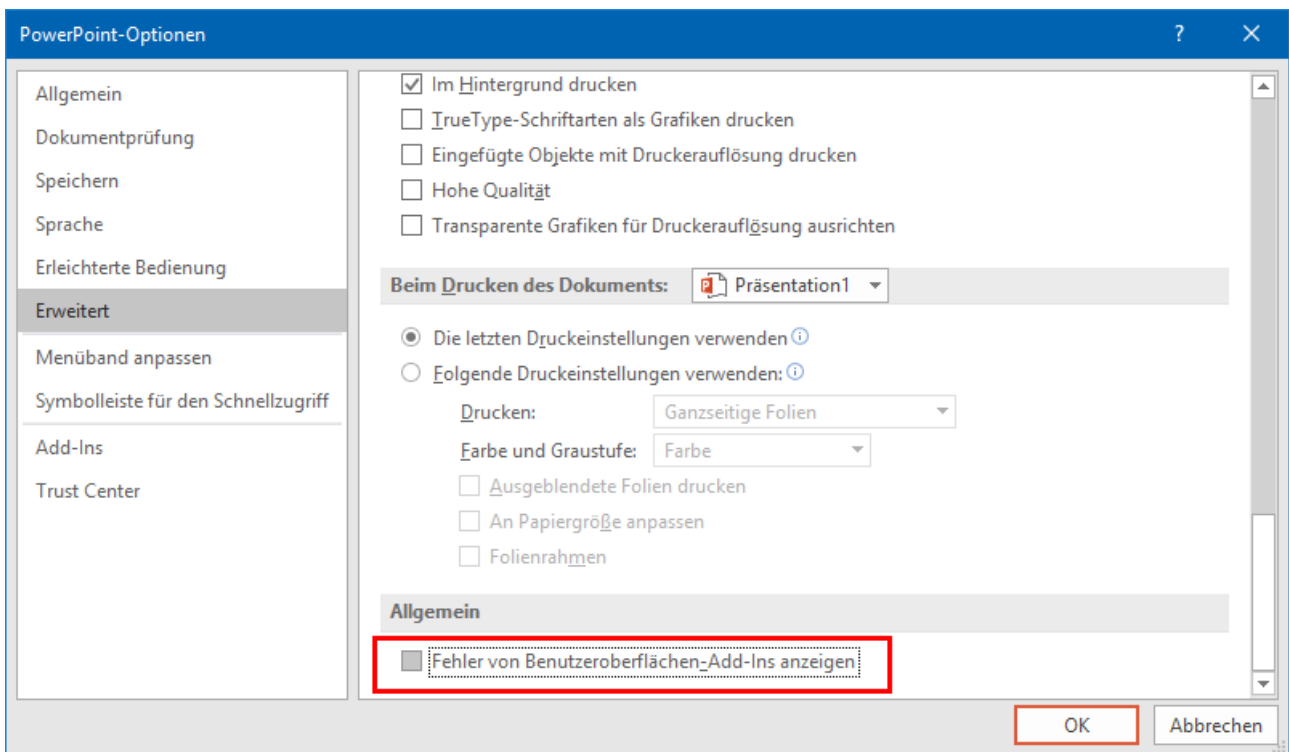 PowerPoint-Optionen
Allgemein
Dokumentprüfung
Speichern
Sprache
Erleichterte Bedienung
Erweitert
Menüband anpassen
Symbolleiste für den Schnellzugriff
Add-Ins
Trust Center
Im Hintergrund drucken
TrueType-Schriftarten als Grafiken drucken
Eingefügte Objekte mit Druckerauflösung drucken
Hohe Qualität
Transparente Grafiken für Druckerauflösung ausrichten
Beim Drucken des Dokuments: Präsentation1
Die letzten Druckeinstellungen verwenden
Folgende Druckeinstellungen verwenden:
Drucken: Ganzseitige Folien
Farbe und Graustufe: Farbe
Ausgeblendete Folien drucken
An Papiergröße anpassen
Folienrahmen
Allgemein
Fehler von Benutzeroberflächen-Add-Ins anzeigen
OK Abbrechen